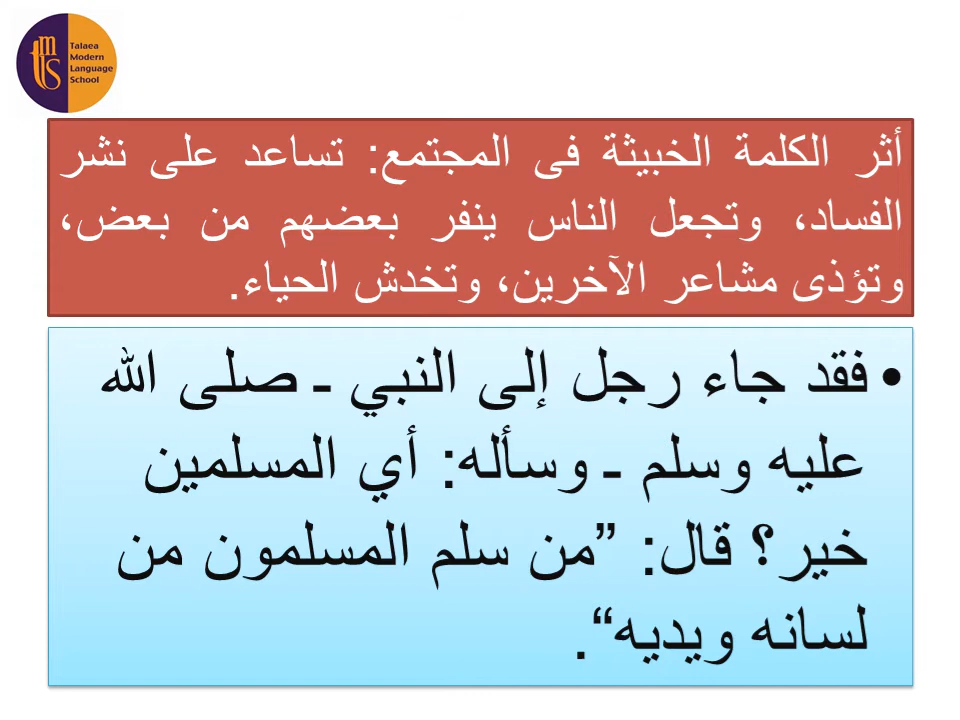 Talaea
Modern
Language
School
أثر الكلمة الخبيثة فى المجتمع: تساعد على نشر
الفساد، وتجعل الناس ينفر بعضهم من بعض،
وتؤذى مشاعر الآخرين، وتخدش الحياء.
• فقد جاء رجل إلى النبي ـ صلى الله
عليه وسلم ـ وسأله: أي المسلمين
خير؟ قال: ”من سلم المسلمون من
لسانه ويديه“.